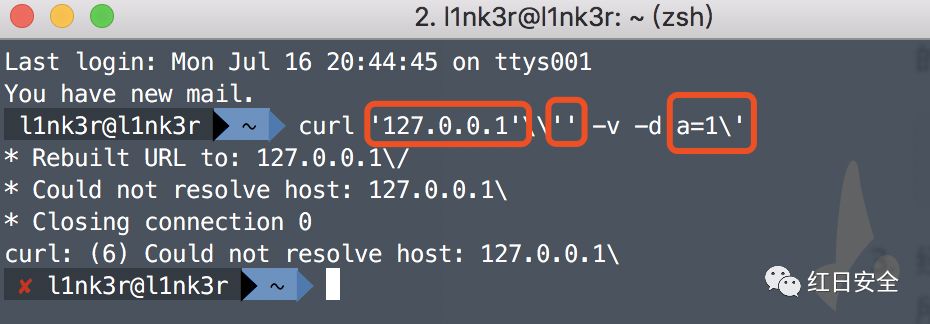 2. l1nk3r@l1nk3r: ~ (zsh)
Last login: Mon Jul 16 20:44:45 on ttys001
You have new mail.
l1nk3r@l1nk3r ~ curl '127.0.0.1'\\'' -v -d a=1\'
* Rebuilt URL to: 127.0.0.1\/
* Could not resolve host: 127.0.0.1\
* Closing connection 0
curl: (6) Could not resolve host: 127.0.0.1\
✘ l1nk3r@l1nk3r ~
红日安全